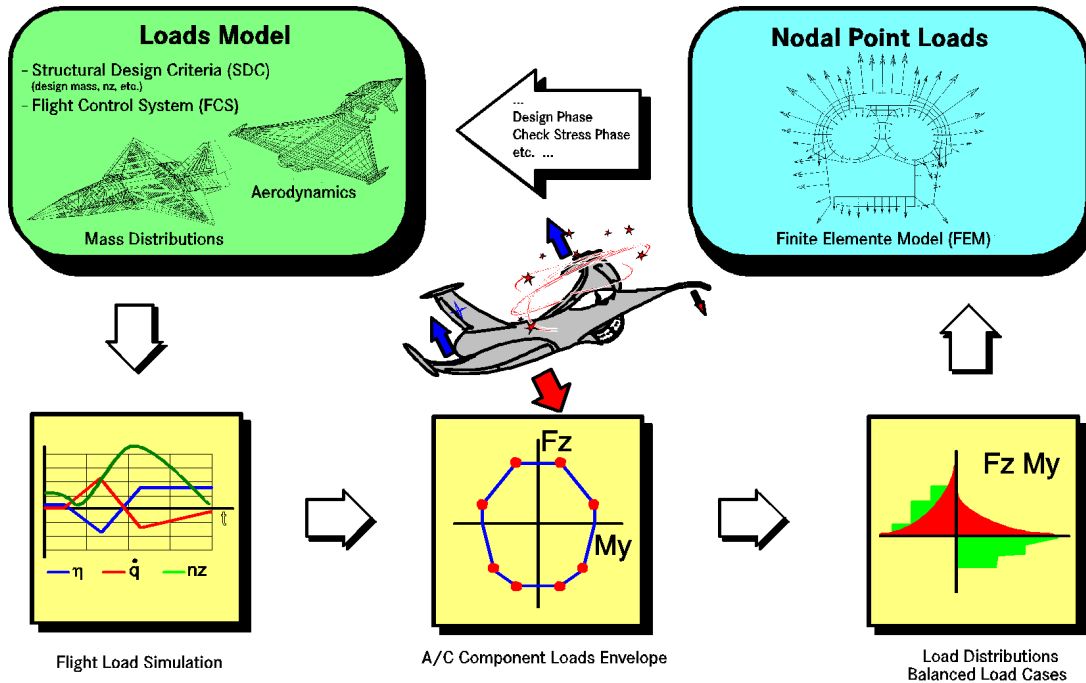 Loads Model
- Structural Design Criteria (SDC)
(design mass, nz, etc.)
- Flight Control System (FCS)
Aerodynamics
Mass Distributions
...
Design Phase
Check Stress Phase
etc. ...
Nodal Point Loads
Finite Elemente Model (FEM)
t
η q̇ nz
Flight Load Simulation
Fz
My
A/C Component Loads Envelope
Fz My
Load Distributions
Balanced Load Cases